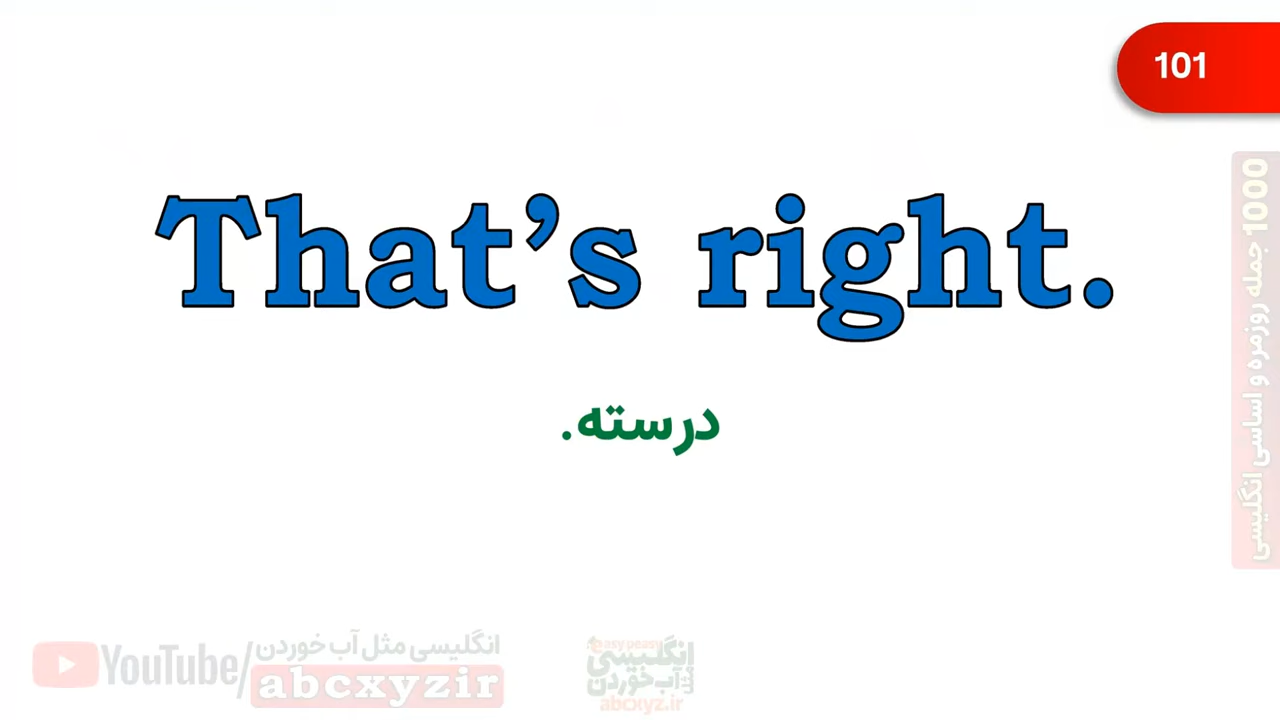 101
That’s right.
درسته.
1000 جمله روزمره و اساسی انگلیسی
YouTube/
انگلیسی مثل آب خوردن
abcxyzir
easy peasy
انگلیسی
مثل
آب خوردن
abcxyz.ir